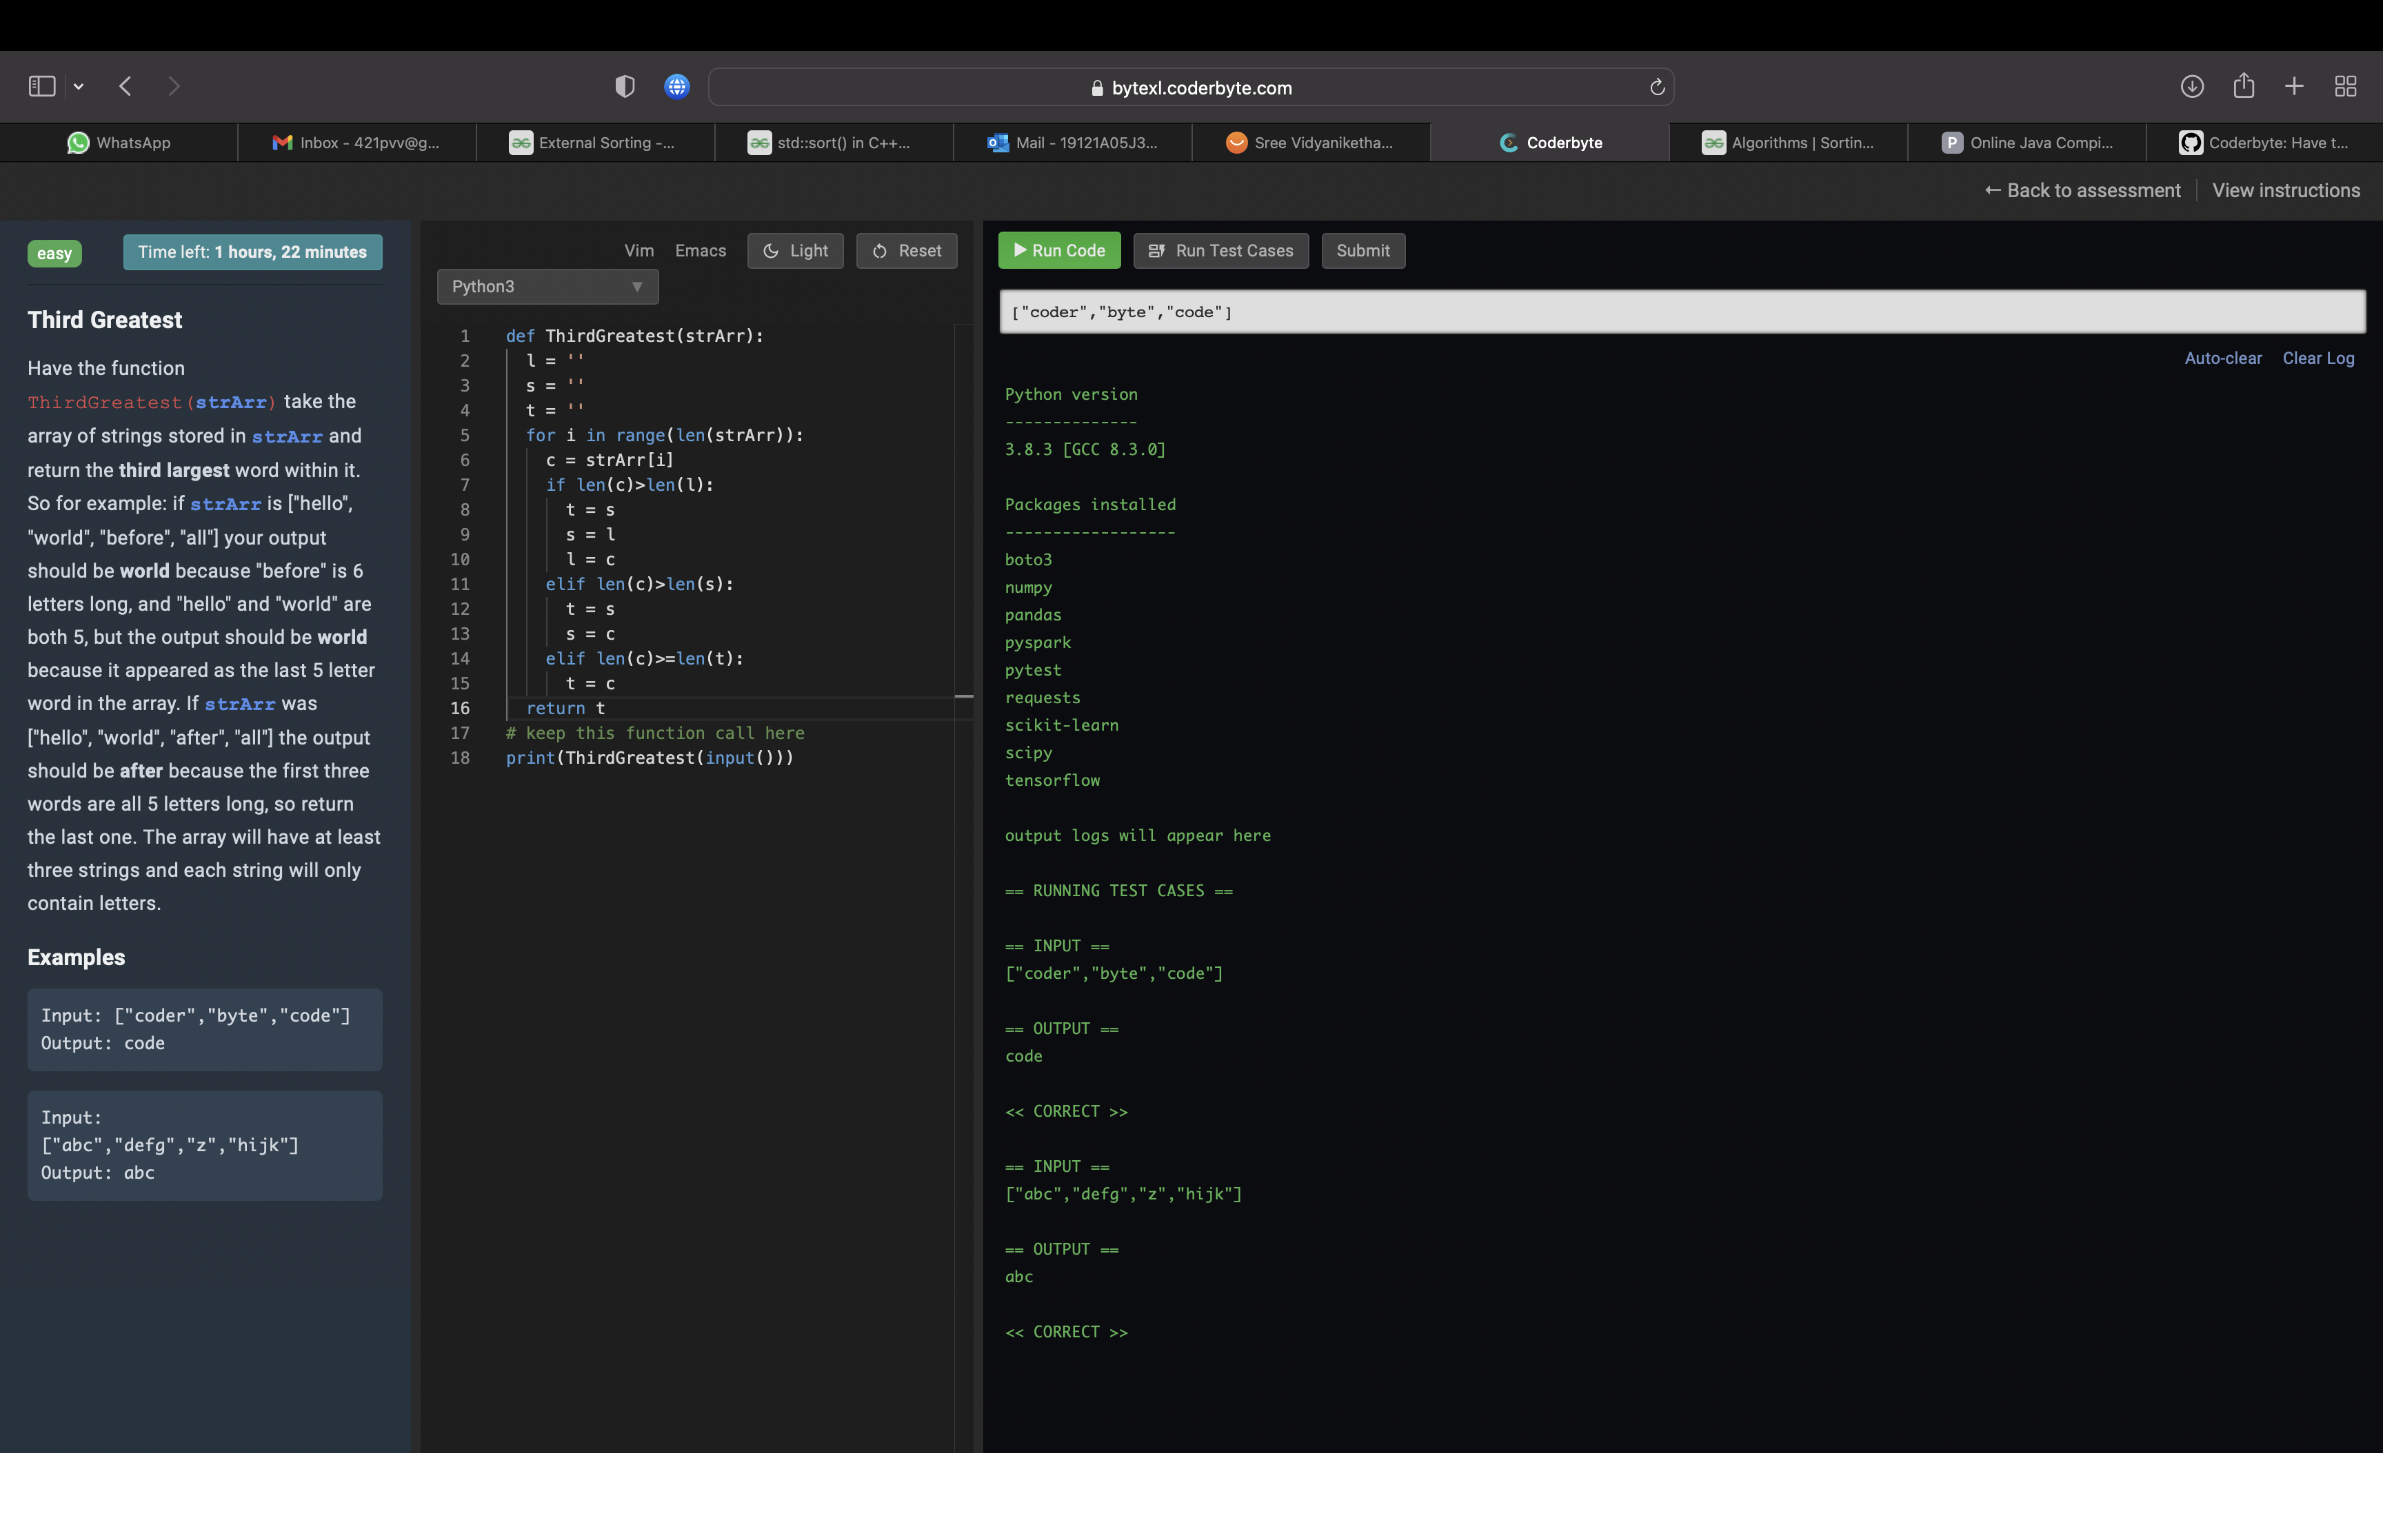 bytexl.coderbyte.com
WhatsApp
Inbox - 421pvv@g...
External Sorting -...
std::sort() in C++...
Mail - 19121A05J3...
Sree Vidyaniketha...
Coderbyte
Algorithms | Sortin...
P Online Java Compi...
Coderbyte: Have t...
← Back to assessment
View instructions
easy
Time left: 1 hours, 22 minutes
Third Greatest
Have the function
ThirdGreatest(strArr) take the
array of strings stored in strArr and
return the third largest word within it.
So for example: if strArr is ["hello",
"world", "before", "all"] your output
should be world because "before" is 6
letters long, and "hello" and "world" are
both 5, but the output should be world
because it appeared as the last 5 letter
word in the array. If strArr was
["hello", "world", "after", "all"] the output
should be after because the first three
words are all 5 letters long, so return
the last one. The array will have at least
three strings and each string will only
contain letters.
Examples
Input: ["coder","byte","code"]
Output: code
Input:
["abc","defg","z","hijk"]
Output: abc
Vim
Emacs
Light
Reset
Python3
1 def ThirdGreatest(strArr):
2 l = ''
3 s = ''
4 t = ''
5 for i in range(len(strArr)):
6 c = strArr[i]
7 if len(c)>len(l):
8 t = s
9 s = l
10 l = c
11 elif len(c)>len(s):
12 t = s
13 s = c
14 elif len(c)>=len(t):
15 t = c
16 return t
17 # keep this function call here
18 print(ThirdGreatest(input()))
Run Code
Run Test Cases
Submit
["coder","byte","code"]
Auto-clear
Clear Log
Python version
--------------
3.8.3 [GCC 8.3.0]
Packages installed
------------------
boto3
numpy
pandas
pyspark
pytest
requests
scikit-learn
scipy
tensorflow
output logs will appear here
== RUNNING TEST CASES ==
== INPUT ==
["coder","byte","code"]
== OUTPUT ==
code
<< CORRECT >>
== INPUT ==
["abc","defg","z","hijk"]
== OUTPUT ==
abc
<< CORRECT >>